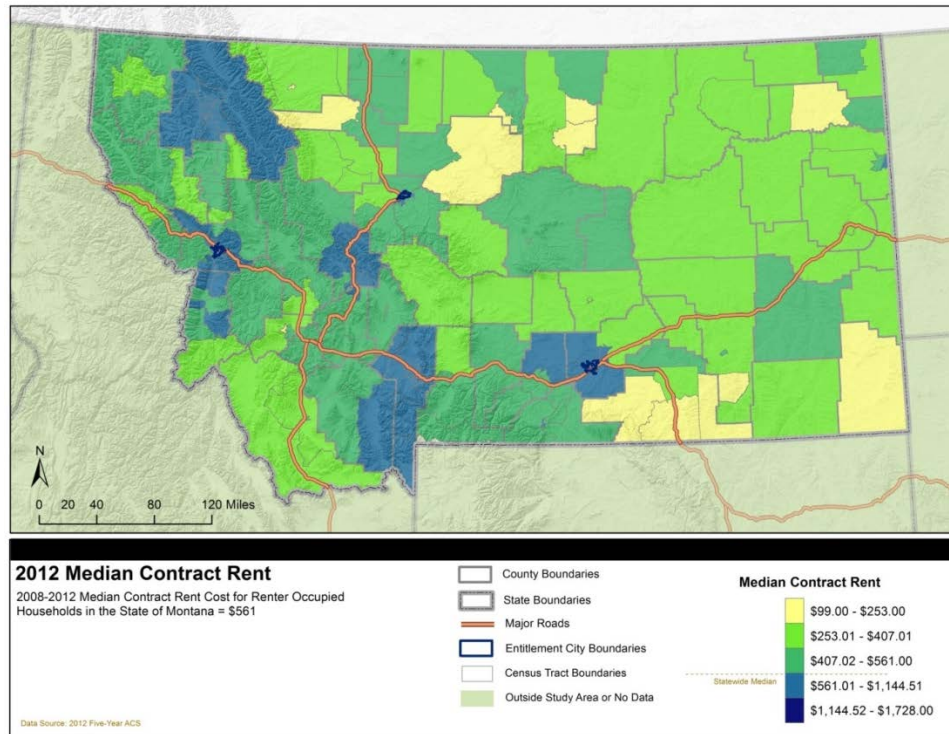 N
0 20 40 80 120 Miles
2012 Median Contract Rent
2008-2012 Median Contract Rent Cost for Renter Occupied
Households in the State of Montana = $561
Data Source: 2012 Five-Year ACS
County Boundaries
State Boundaries
Major Roads
Entitlement City Boundaries
Census Tract Boundaries
Outside Study Area or No Data
Median Contract Rent
$99.00 - $253.00
$253.01 - $407.01
$407.02 - $561.00
Statewide Median
$561.01 - $1,144.51
$1,144.52 - $1,728.00